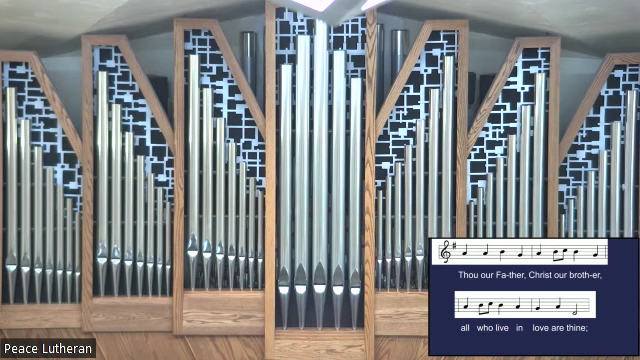 Thou our Fa-ther, Christ our broth-er,
all who live in love are thine;
Peace Lutheran